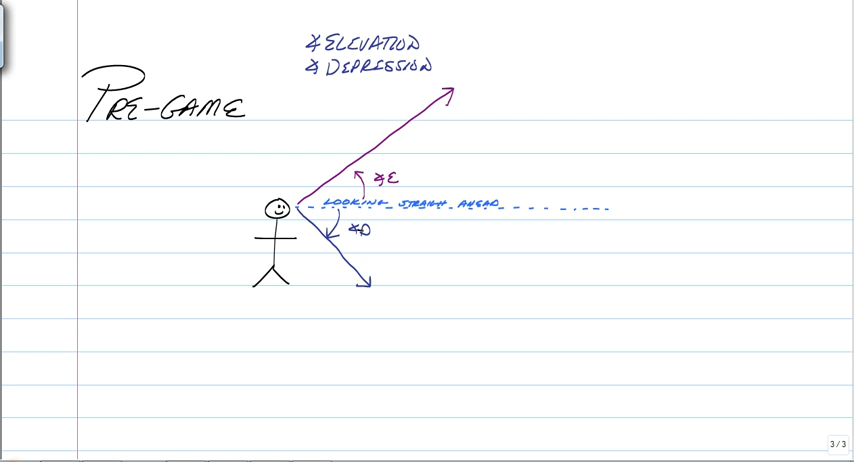 ∡ ELEVATION
∡ DEPRESSION
PRE-GAME
∡E
LOOKING STRAIGHT AHEAD
∡D
3 / 3